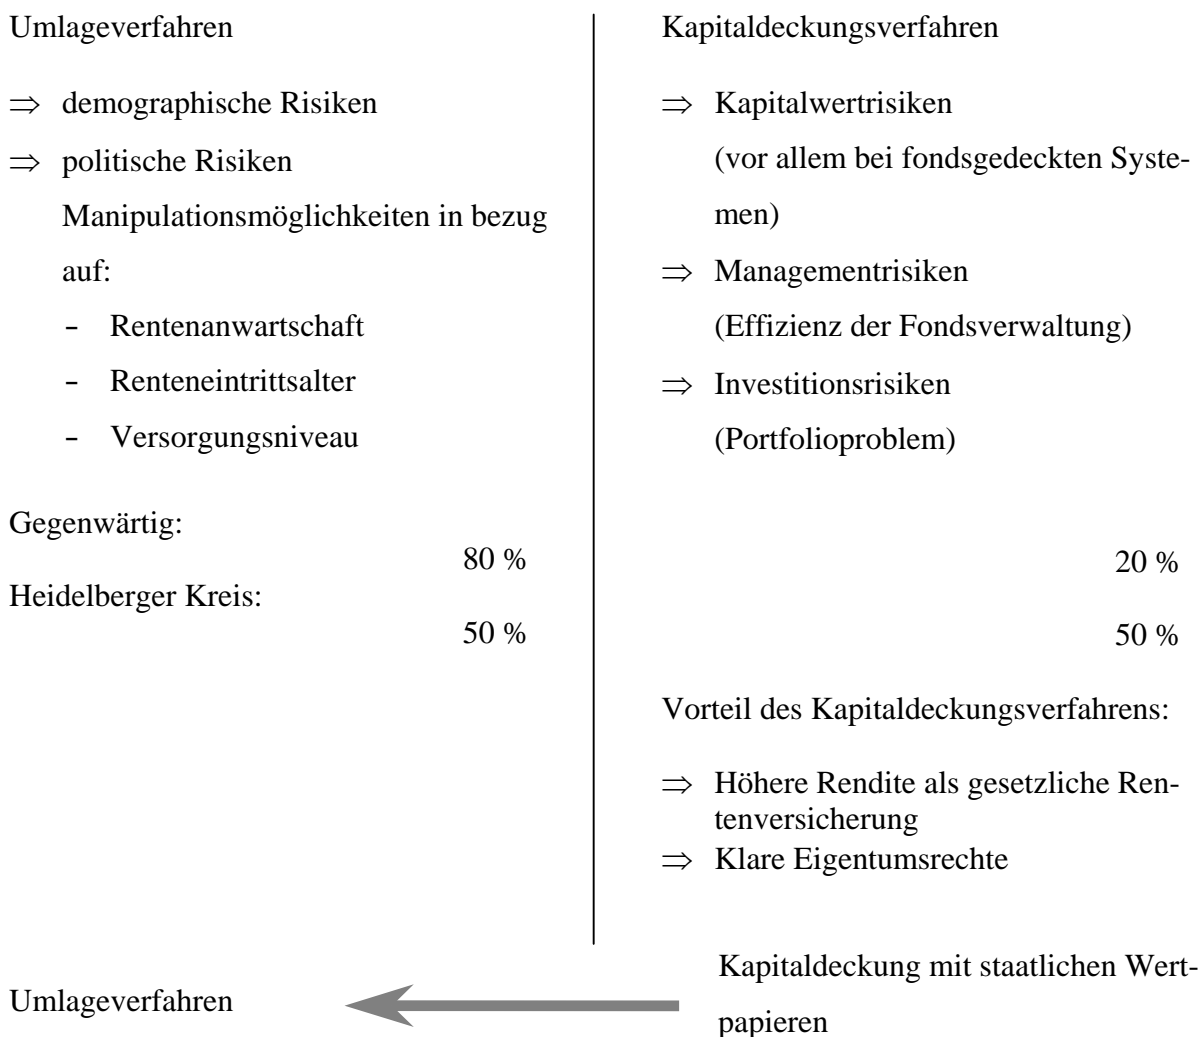 Umlageverfahren
⇒ demographische Risiken
⇒ politische Risiken
Manipulationsmöglichkeiten in bezug
auf:
- Rentenanwartschaft
- Renteneintrittsalter
- Versorgungsniveau
Gegenwärtig:
80 %
Heidelberger Kreis:
50 %
Kapitaldeckungsverfahren
⇒ Kapitalwertrisiken
(vor allem bei fondsgedeckten Syste-
men)
⇒ Managementrisiken
(Effizienz der Fondsverwaltung)
⇒ Investitionsrisiken
(Portfolioproblem)
20 %
50 %
Vorteil des Kapitaldeckungsverfahrens:
⇒ Höhere Rendite als gesetzliche Ren-
tenversicherung
⇒ Klare Eigentumsrechte
Umlageverfahren
Kapitaldeckung mit staatlichen Wert-
papieren